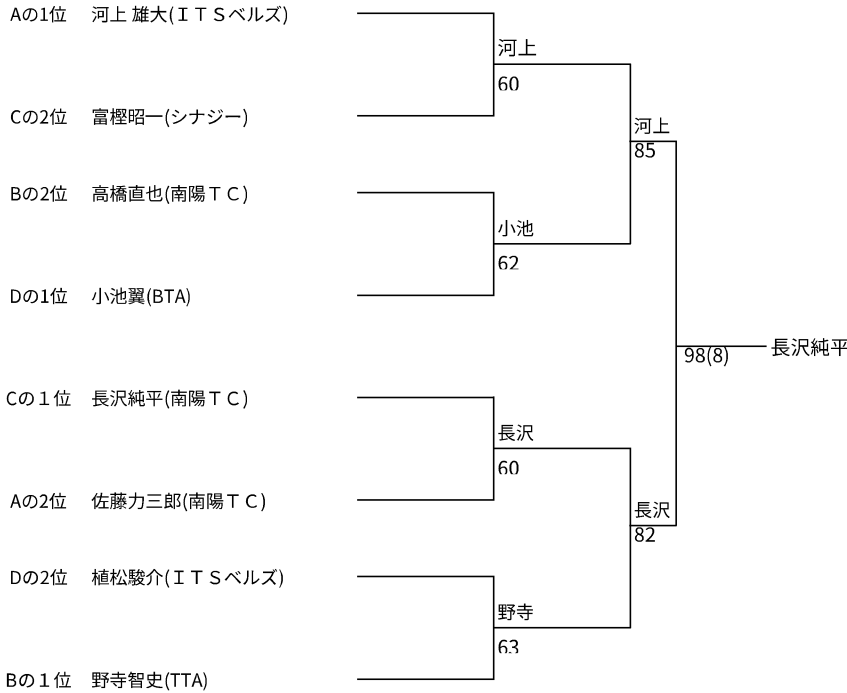 Aの1位 河上 雄大(ＩＴＳベルズ)
河上
60
Cの2位 富樫昭一(シナジー)
河上
85
Bの2位 高橋直也(南陽ＴＣ)
小池
62
Dの1位 小池翼(BTA)
98(8)
長沢純平
Cの１位 長沢純平(南陽ＴＣ)
長沢
60
Aの2位 佐藤力三郎(南陽ＴＣ)
長沢
82
Dの2位 植松駿介(ＩＴＳベルズ)
野寺
63
Bの１位 野寺智史(TTA)